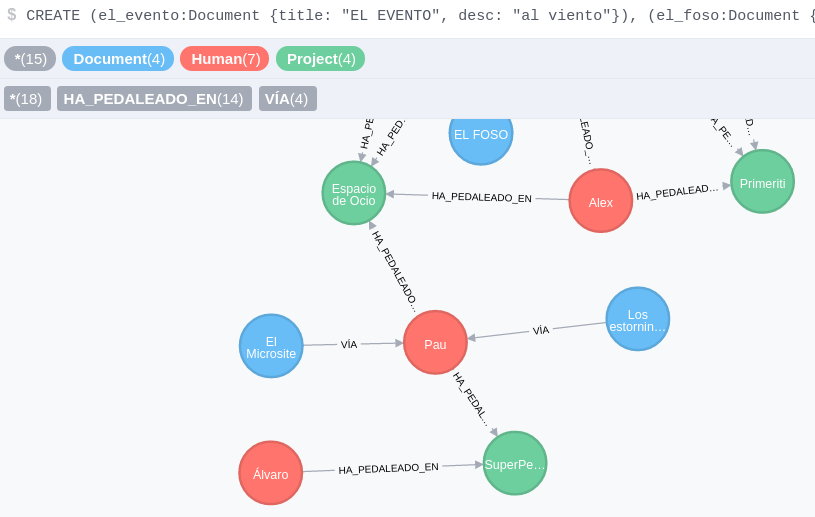 $ CREATE (el_evento:Document {title: "EL EVENTO", desc: "al viento"}), (el_foso:Document {
*(15) Document(4) Human(7) Project(4)
*(18) HA_PEDALEADO_EN(14) VÍA(4)
HA_PE
HA_PED…
EL FOSO
LEADO_…
A_PE…
D…
Espacio
de Ocio
HA_PEDALEADO_EN
Alex
HA_PEDALEAD…
Primeriti
HA_PEDALEADO…
El
Microsite
VÍA
Pau
VÍA
Los
estornin…
HA_PEDAL…
Álvaro
HA_PEDALEADO_EN
SuperPe…